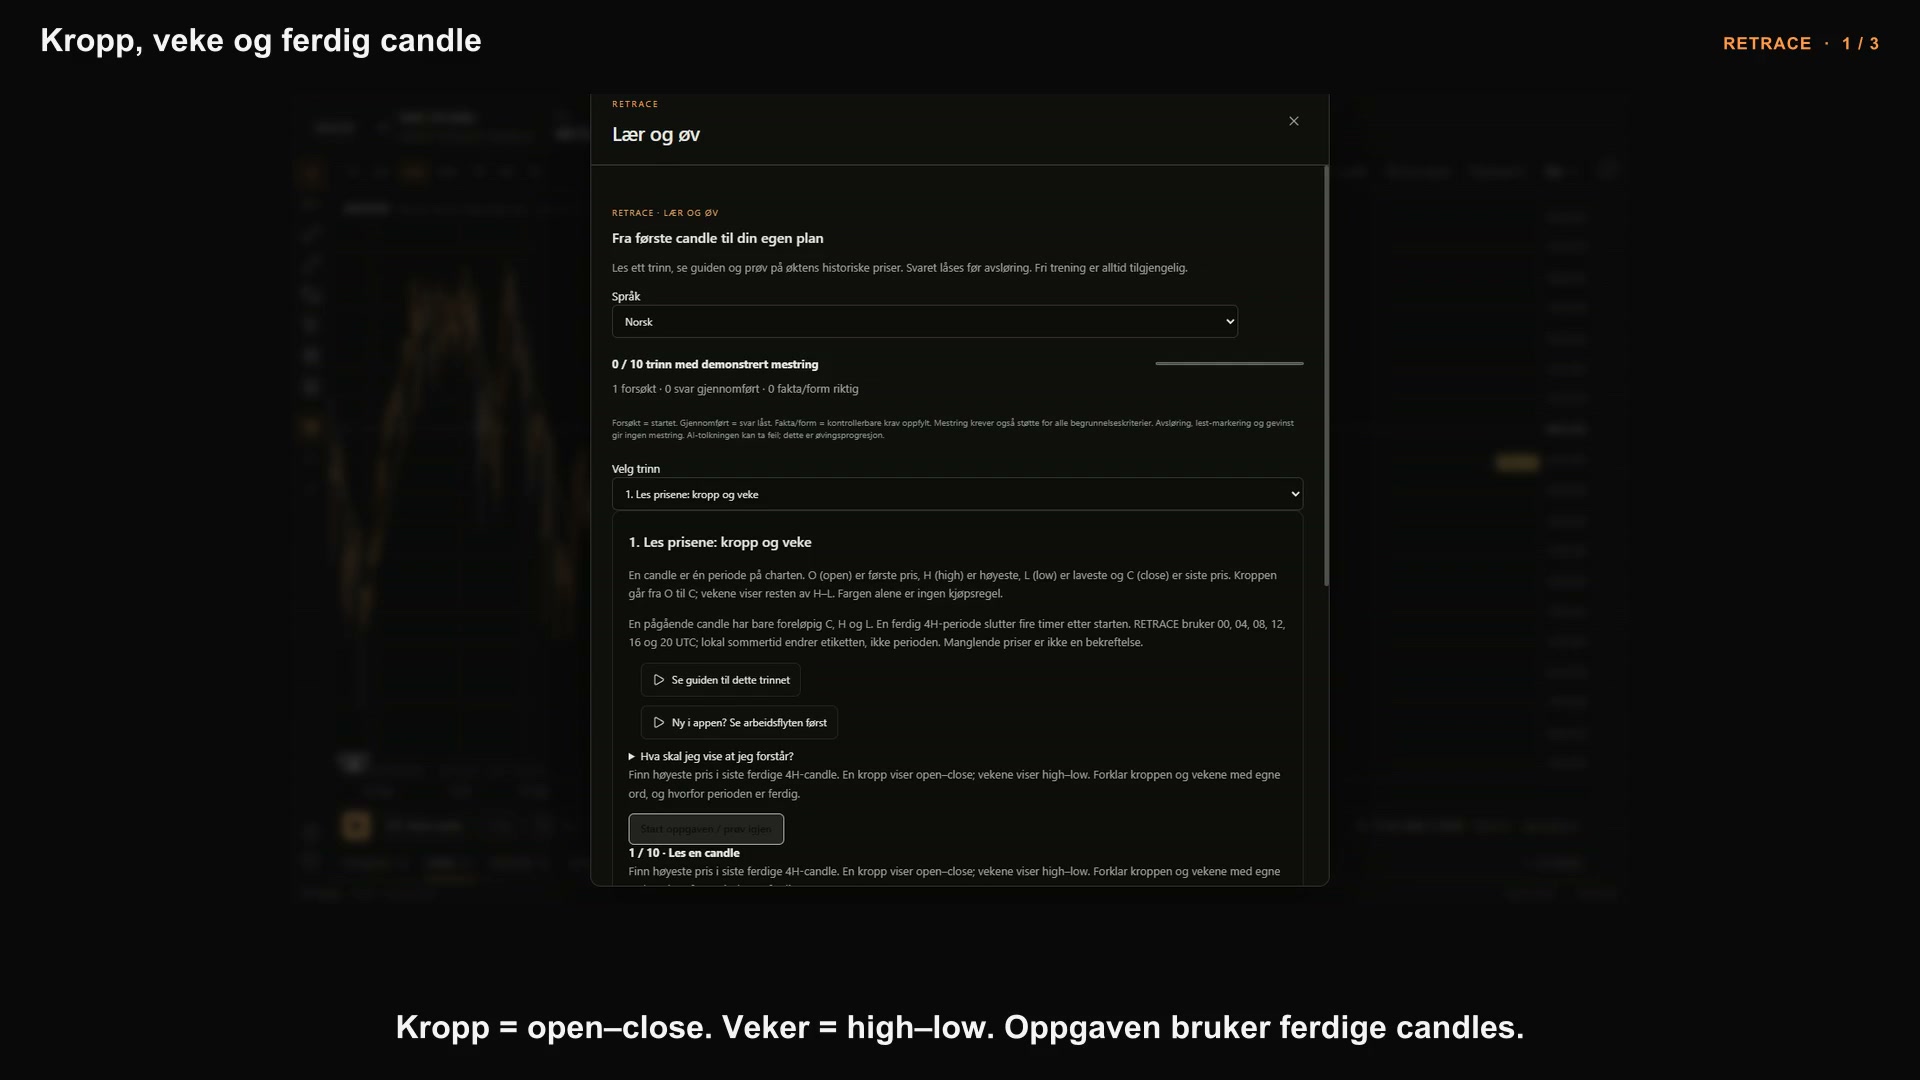 Kropp, veke og ferdig candle
RETRACE · 1 / 3
RETRACE
Lær og øv
RETRACE · LÆR OG ØV
Fra første candle til din egen plan
Les ett trinn, se guiden og prøv på øktens historiske priser. Svaret låses før avsløring. Fri trening er alltid tilgjengelig.
Språk
Norsk
0 / 10 trinn med demonstrert mestring
1 forsøkt · 0 svar gjennomført · 0 fakta/form riktig
Forsøkt = startet. Gjennomført = svar låst. Fakta/form = kontrollerbare krav oppfylt. Mestring krever også støtte for alle begrunnelseskriterier. Avsløring, lest-markering og gevinst
gir ingen mestring. AI-tolkningen kan ta feil; dette er øvingsprogresjon.
Velg trinn
1. Les prisene: kropp og veke
1. Les prisene: kropp og veke
En candle er én periode på charten. O (open) er første pris, H (high) er høyeste, L (low) er laveste og C (close) er siste pris. Kroppen
går fra O til C; vekene viser resten av H–L. Fargen alene er ingen kjøpsregel.
En pågående candle har bare foreløpig C, H og L. En ferdig 4H-periode slutter fire timer etter starten. RETRACE bruker 00, 04, 08, 12,
16 og 20 UTC; lokal sommertid endrer etiketten, ikke perioden. Manglende priser er ikke en bekreftelse.
Se guiden til dette trinnet
Ny i appen? Se arbeidsflyten først
Hva skal jeg vise at jeg forstår?
Finn høyeste pris i siste ferdige 4H-candle. En kropp viser open–close; vekene viser high–low. Forklar kroppen og vekene med egne
ord, og hvorfor perioden er ferdig.
Start oppgaven / prøv igjen
1 / 10 · Les en candle
Finn høyeste pris i siste ferdige 4H-candle. En kropp viser open–close; vekene viser high–low. Forklar kroppen og vekene med egne
Kropp = open–close. Veker = high–low. Oppgaven bruker ferdige candles.